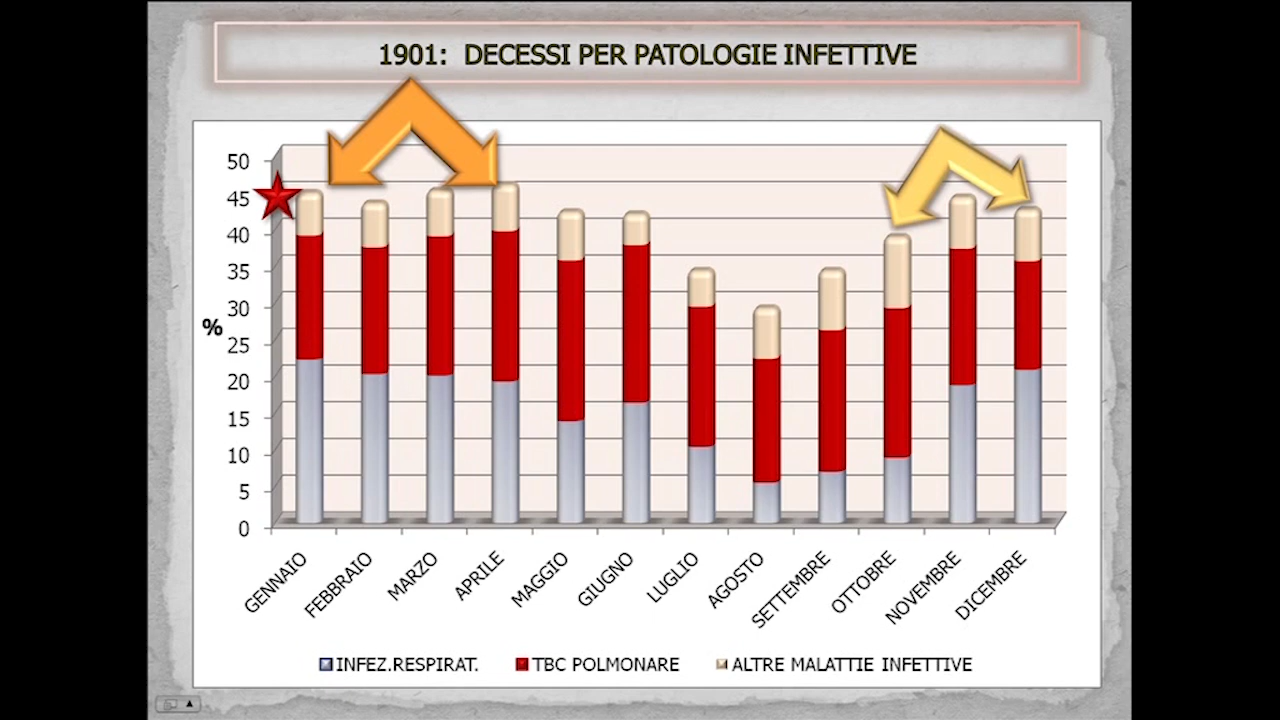 1901: DECESSI PER PATOLOGIE INFETTIVE
50
45
40
35
30
25
20
15
10
5
0
%
GENNAIO
FEBBRAIO
MARZO
APRILE
MAGGIO
GIUGNO
LUGLIO
AGOSTO
SETTEMBRE
OTTOBRE
NOVEMBRE
DICEMBRE
INFEZ.RESPIRAT. TBC POLMONARE ALTRE MALATTIE INFETTIVE